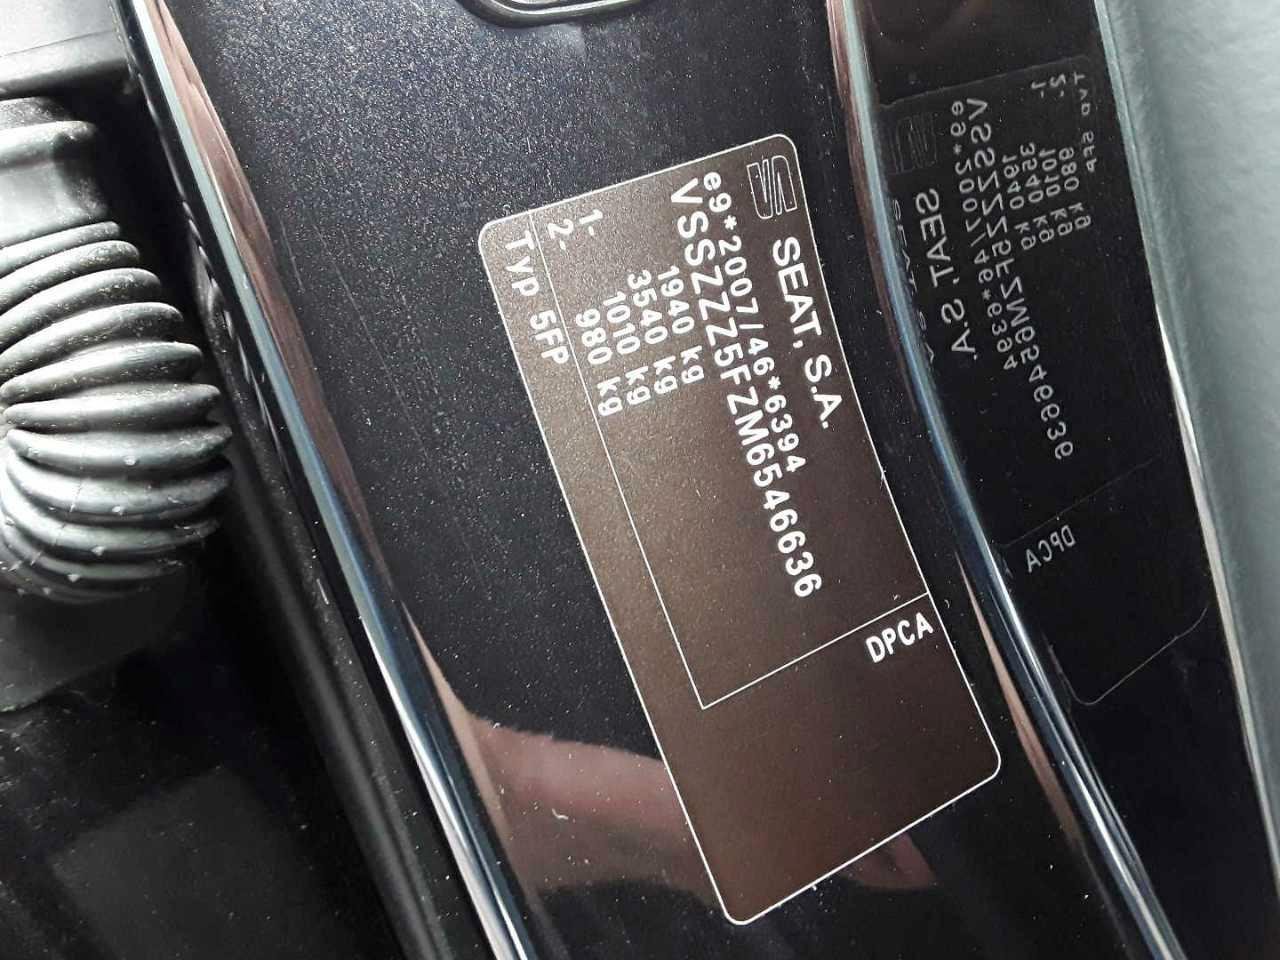 SEAT, S.A.
e9*2007/46*6394
VSSZZZ5FZM6546636
1940 kg
3540 kg
1- 1010 kg
2- 980 kg
Typ 5FP
DPCA